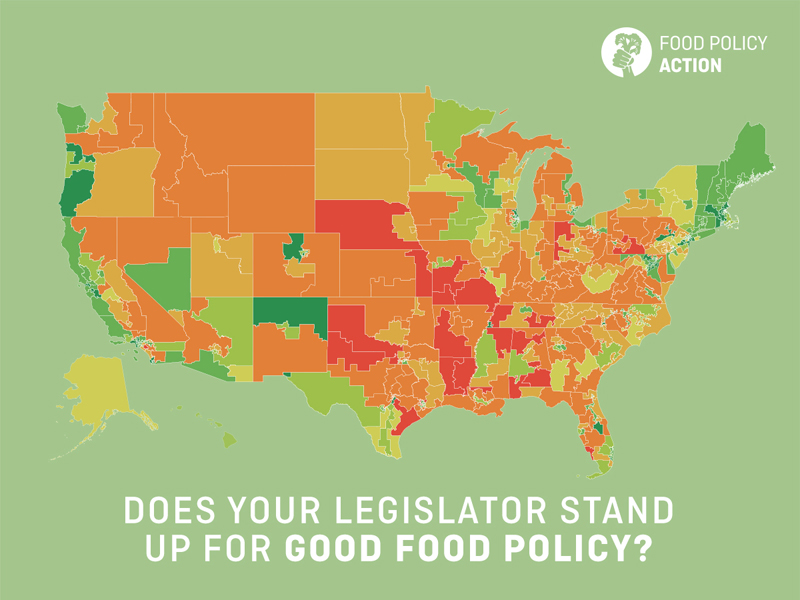 FOOD POLICY
ACTION
DOES YOUR LEGISLATOR STAND
UP FOR GOOD FOOD POLICY?